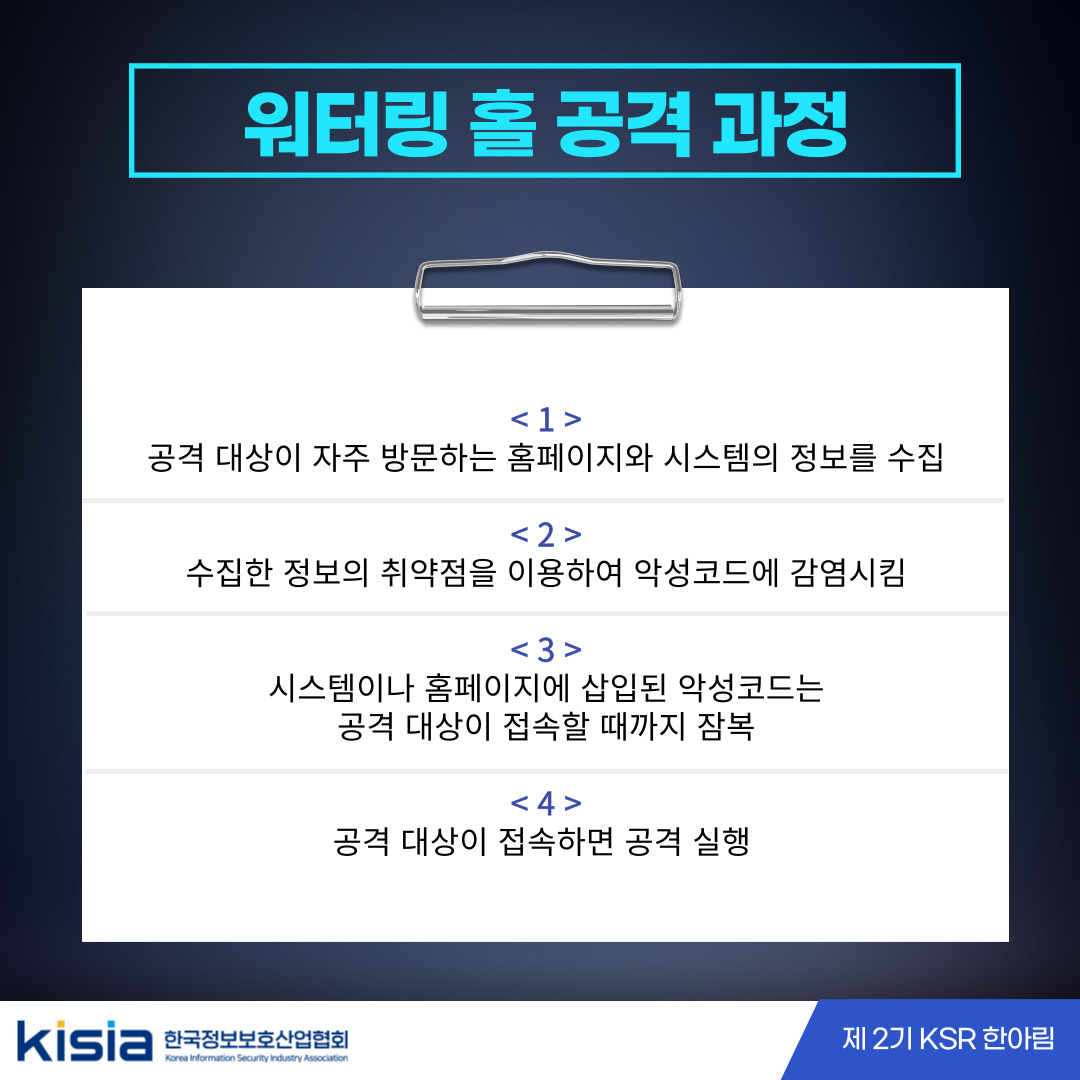 워터링 홀 공격 과정
< 1 >
공격 대상이 자주 방문하는 홈페이지와 시스템의 정보를 수집
< 2 >
수집한 정보의 취약점을 이용하여 악성코드에 감염시킴
< 3 >
시스템이나 홈페이지에 삽입된 악성코드는
공격 대상이 접속할 때까지 잠복
< 4 >
공격 대상이 접속하면 공격 실행
kisia 한국정보보호산업협회
Korea Information Security Industry Association
제 2기 KSR 한아림